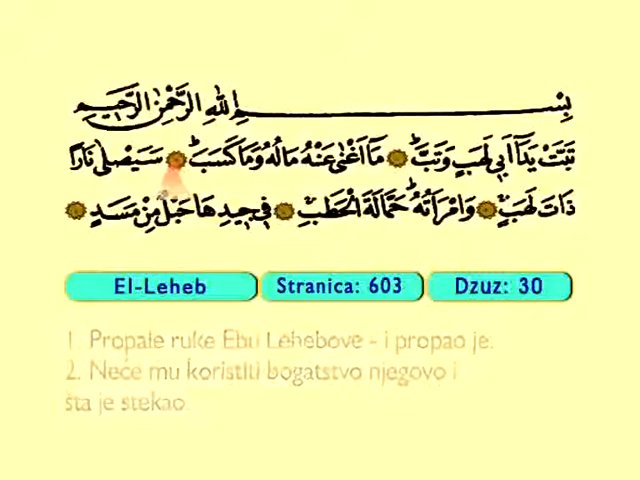 بِسْمِ اللهِ الرَّحْمٰنِ الرَّحِيمِ
تَبَّتْ يَدَآ اَبِي لَهَبٍ وَتَبَّ مَآ اَغْنٰى عَنْهُ مَالُهُ وَمَا كَسَبَ سَيَصْلٰى نَارًا
ذَاتَ لَهَبٍ وَامْرَاَتُهُ حَمَّالَةَ الْحَطَبِ فِي جِيدِهَا حَبْلٌ مِنْ مَسَدٍ
El-Leheb Stranica: 603 Dzuz: 30
1. Propale ruke Ebu Lehebove - i propao je.
2. Neće mu koristiti bogatstvo njegovo i
šta je stekao.